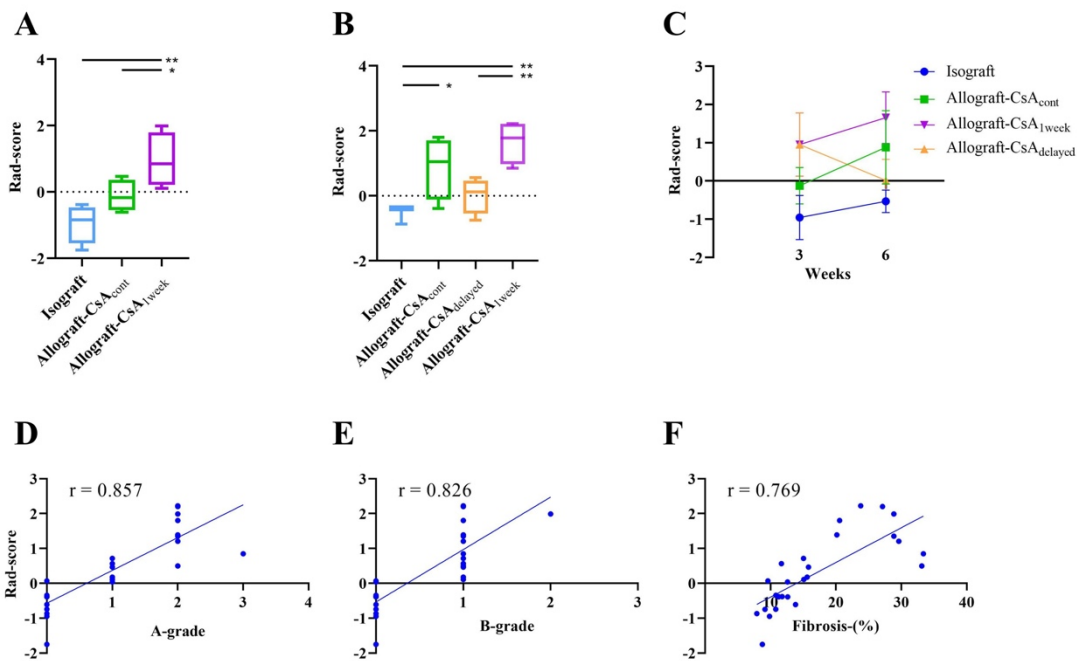 A
B
C
Rad-score
4
2
0
-2
**
*
Isograft
Allograft-CsAcont
Allograft-CsA1week
Rad-score
4
2
0
-2
**
**
*
Isograft
Allograft-CsAcont
Allograft-CsAdelayed
Allograft-CsA1week
Rad-score
3
2
1
0
-1
-2
3
6
Weeks
Isograft
Allograft-CsAcont
Allograft-CsA1week
Allograft-CsAdelayed
D
E
F
r = 0.857
Rad-score
3
2
1
0
-1
-2
1
2
3
A-grade
r = 0.826
3
2
1
0
-1
-2
1
2
3
B-grade
r = 0.769
3
2
1
0
-1
-2
10
20
30
40
Fibrosis-(%)